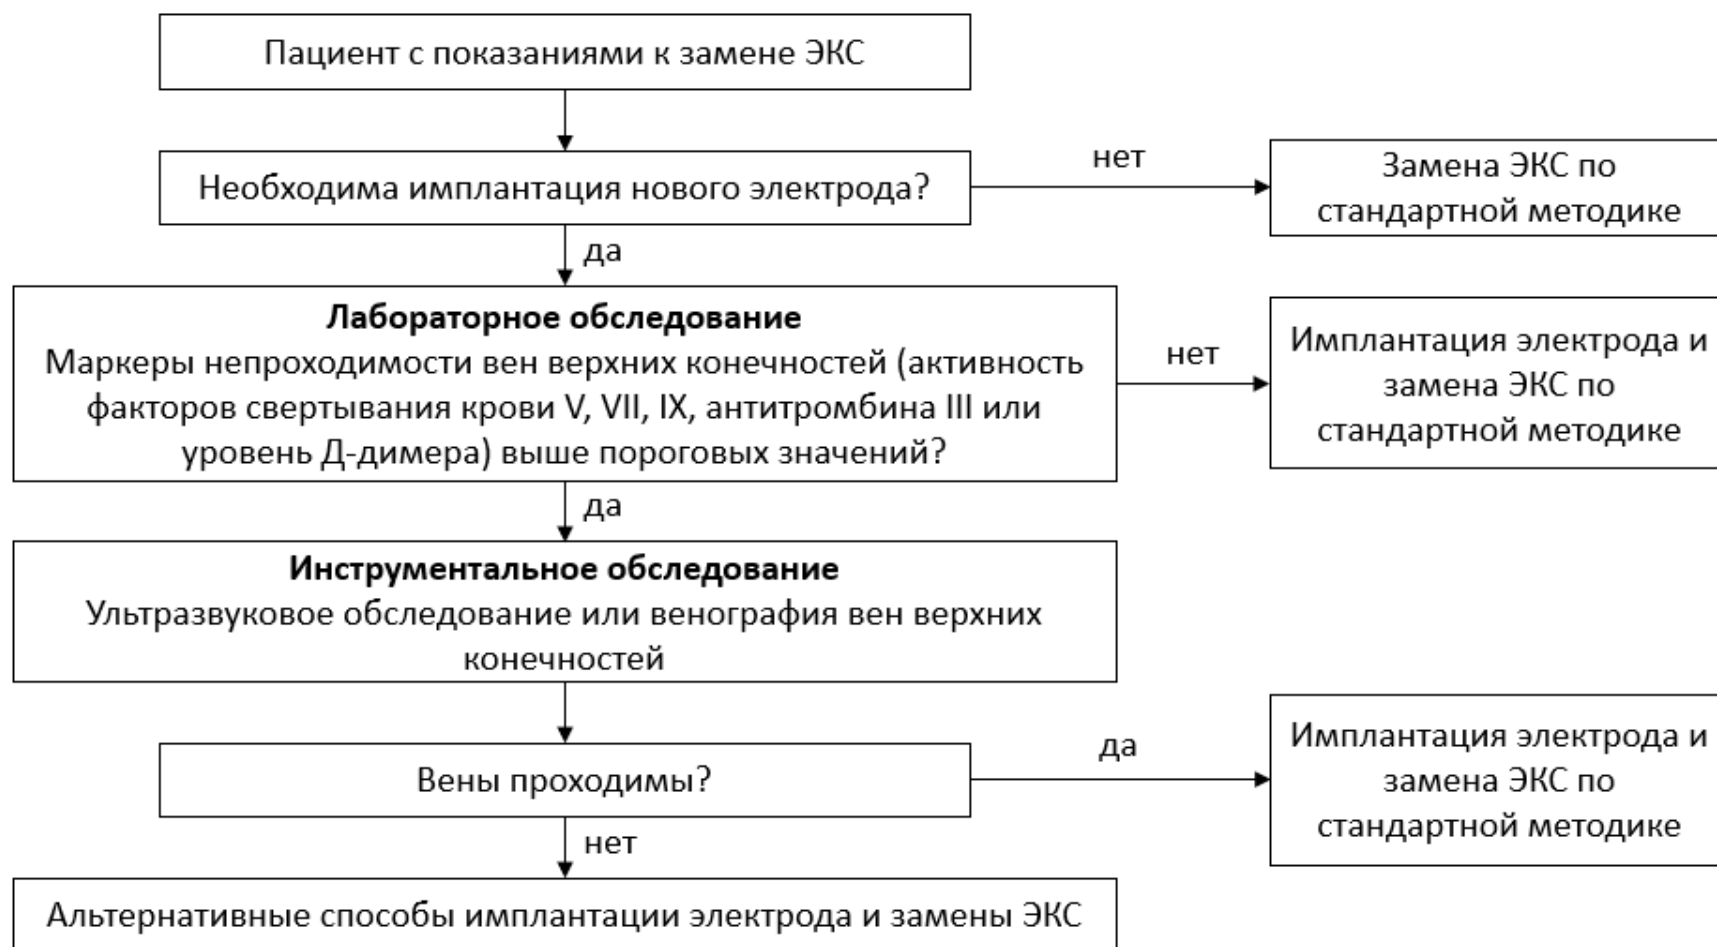 Пациент с показаниями к замене ЭКС
Необходима имплантация нового электрода?
нет
Замена ЭКС по
стандартной методике
да
Лабораторное обследование
Маркеры непроходимости вен верхних конечностей (активность
факторов свертывания крови V, VII, IX, антитромбина III или
уровень Д-димера) выше пороговых значений?
нет
Имплантация электрода и
замена ЭКС по
стандартной методике
да
Инструментальное обследование
Ультразвуковое обследование или венография вен верхних
конечностей
Вены проходимы?
да
Имплантация электрода и
замена ЭКС по
стандартной методике
нет
Альтернативные способы имплантации электрода и замены ЭКС